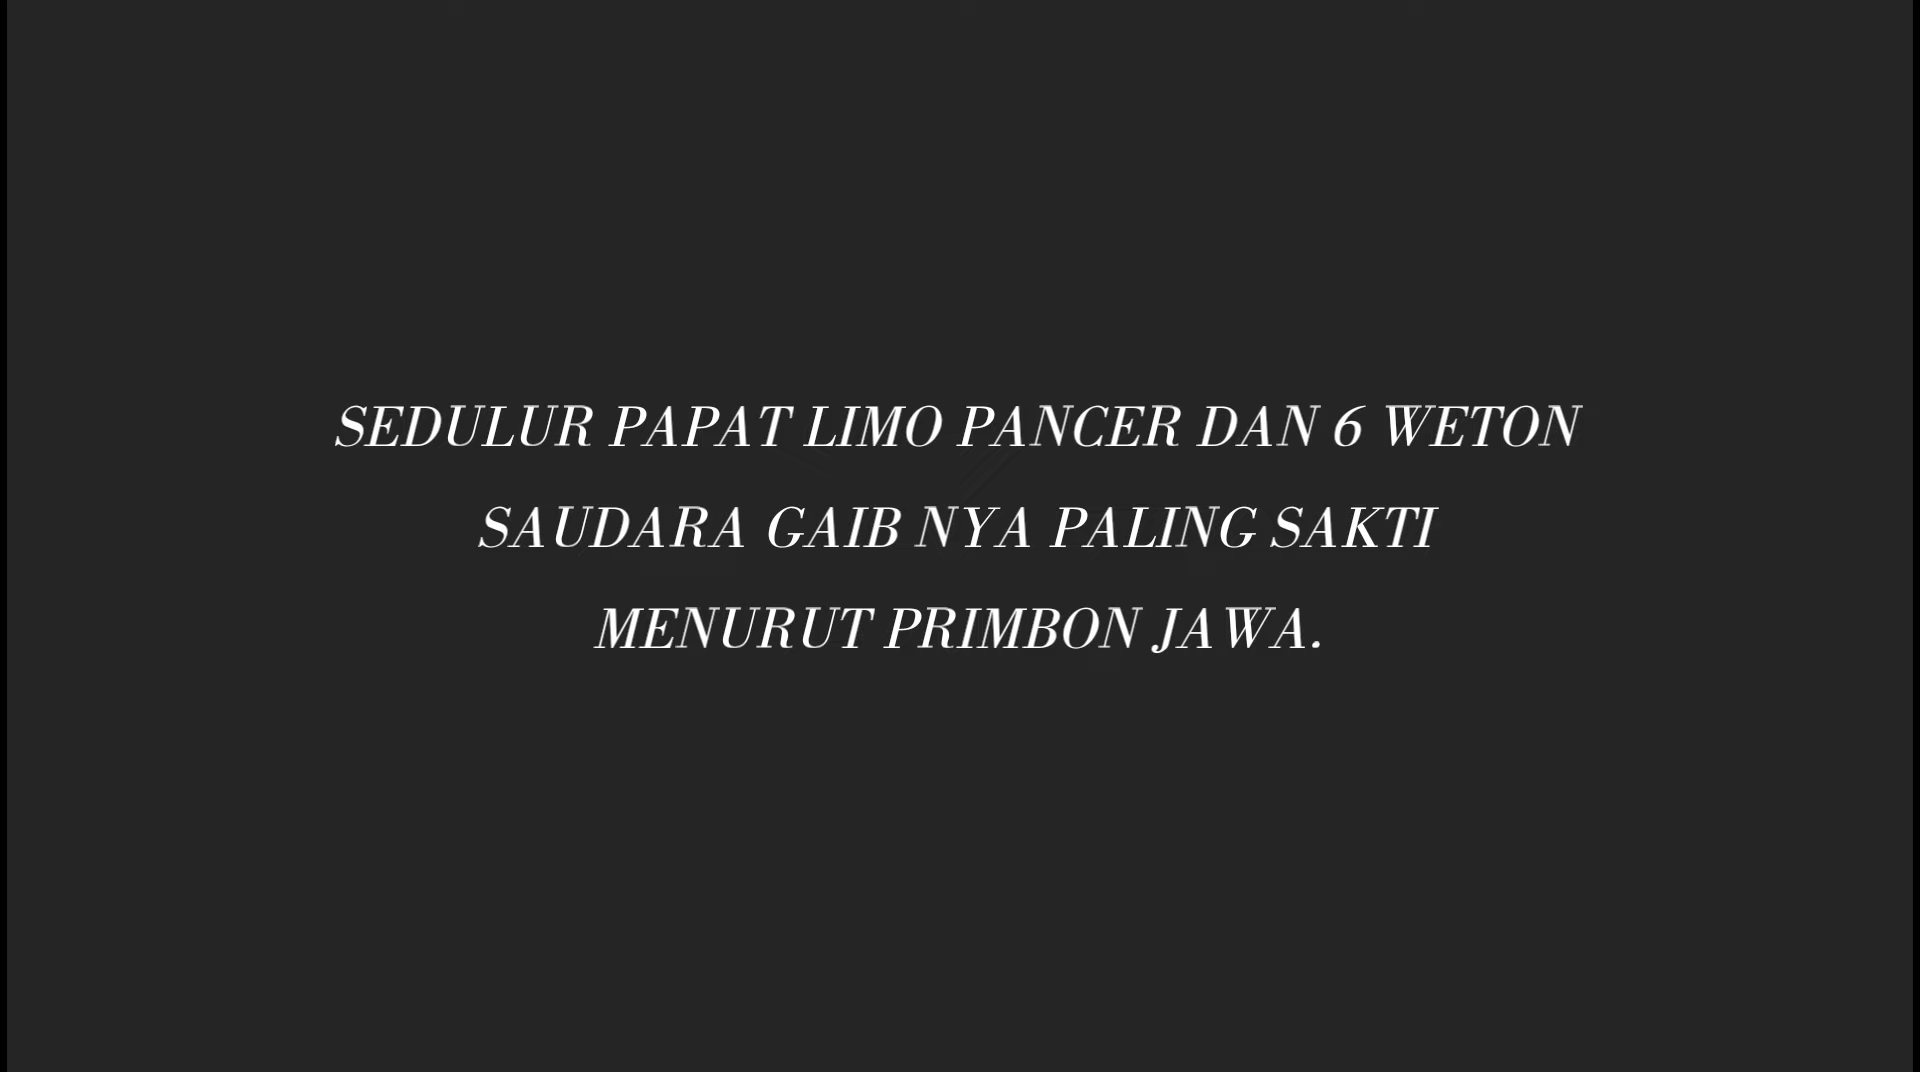 SEDULUR PAPAT LIMO PANCER DAN 6 WETON
SAUDARA GAIB NYA PALING SAKTI
MENURUT PRIMBON JAWA.